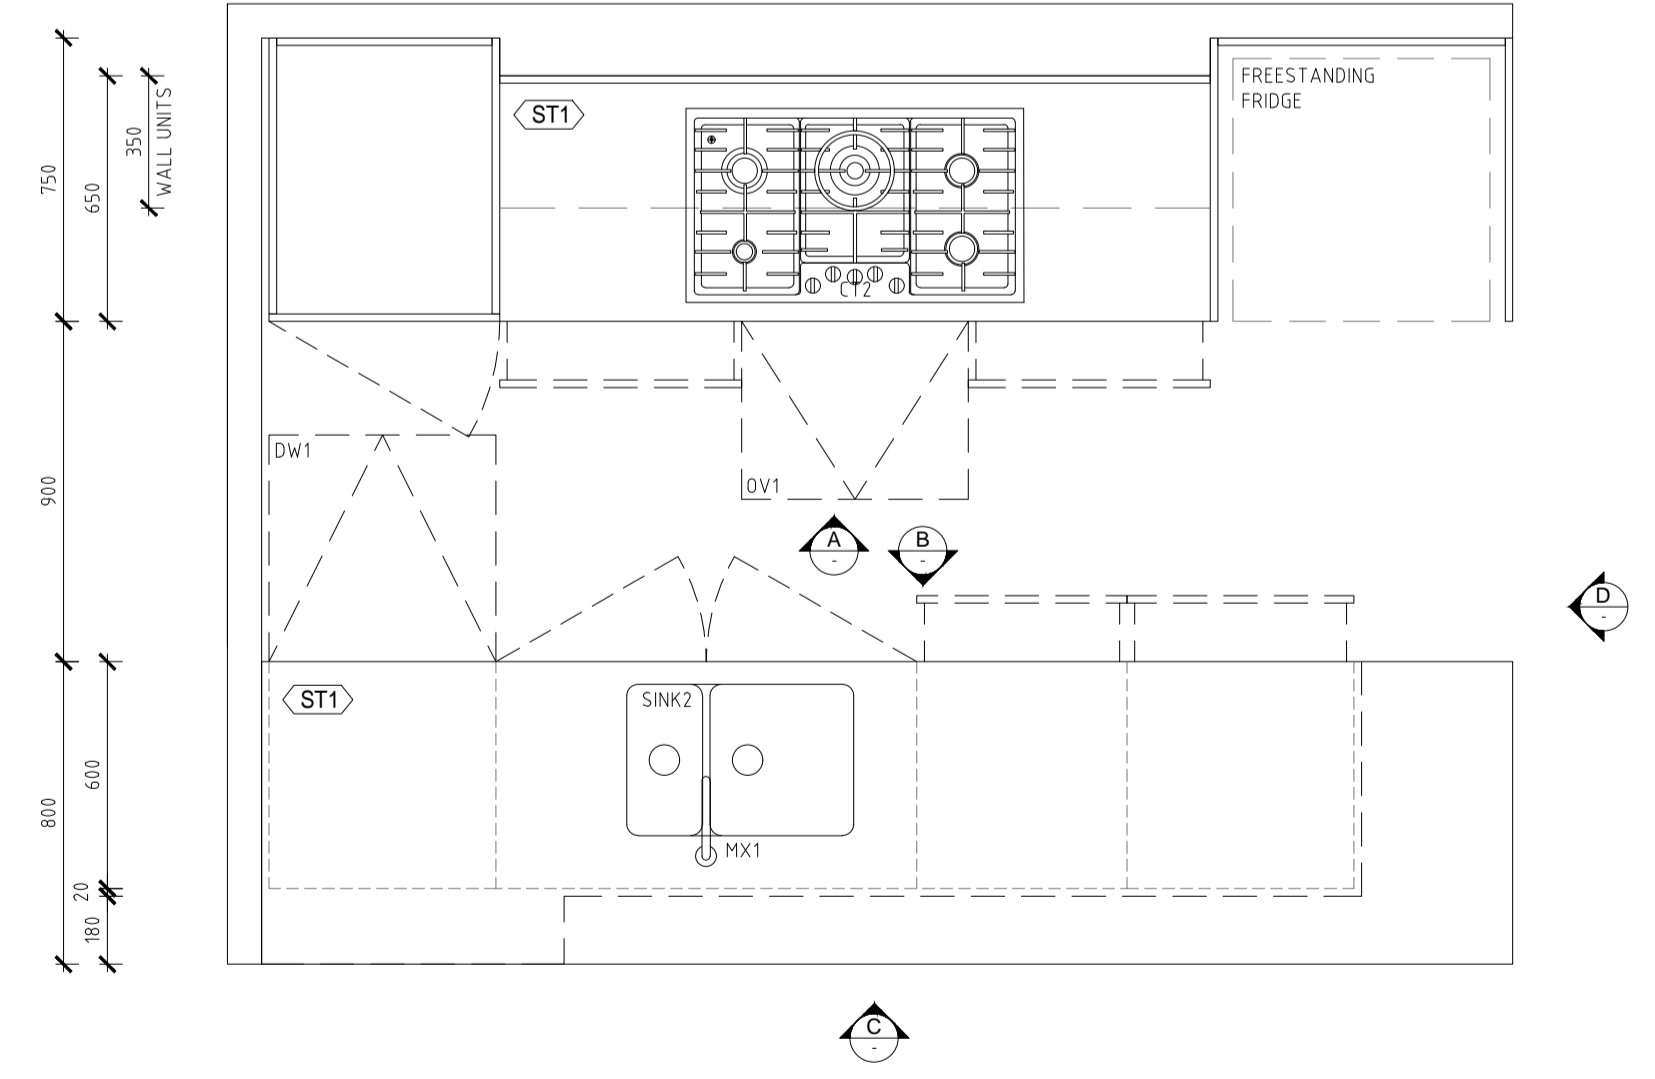 FREESTANDING
FRIDGE
ST1
350
WALL UNITS
750
650
CT2
DW1
OV1
900
A
-
B
-
D
-
ST1
SINK2
600
800
MX1
20
180
C
-